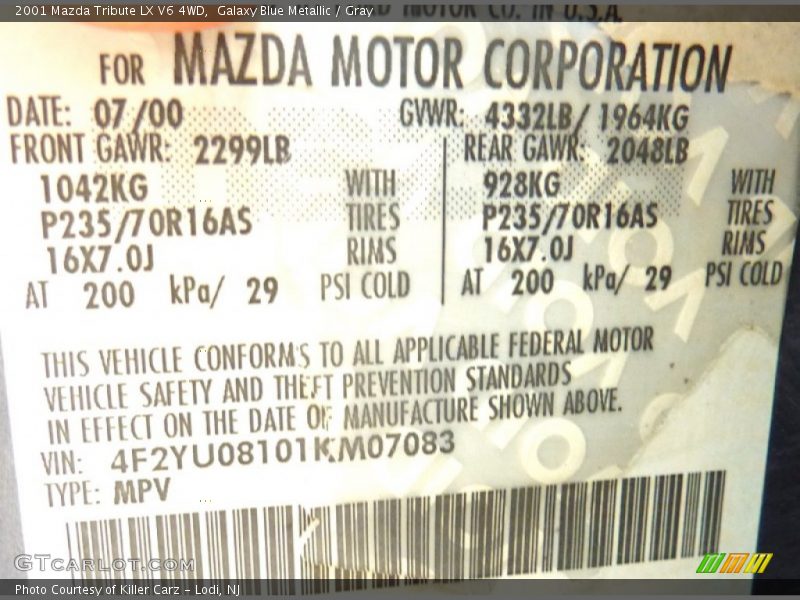 2001 Mazda Tribute LX V6 4WD,  Galaxy Blue Metallic / Gray
MOTOR CO. IN U.S.A.
FOR MAZDA MOTOR CORPORATION
DATE: 07/00 GVWR: 4332LB/ 1964KG
FRONT GAWR: 2299LB REAR GAWR: 2048LB
1042KG WITH 928KG WITH
P235/70R16AS TIRES P235/70R16AS TIRES
16X7.0J RIMS 16X7.0J RIMS
AT 200 kPa/ 29 PSI COLD AT 200 kPa/ 29 PSI COLD
THIS VEHICLE CONFORMS TO ALL APPLICABLE FEDERAL MOTOR
VEHICLE SAFETY AND THEFT PREVENTION STANDARDS
IN EFFECT ON THE DATE OF MANUFACTURE SHOWN ABOVE.
VIN: 4F2YU08101KM07083
TYPE: MPV
GTCARLOT.COM
Photo Courtesy of Killer Carz – Lodi, NJ